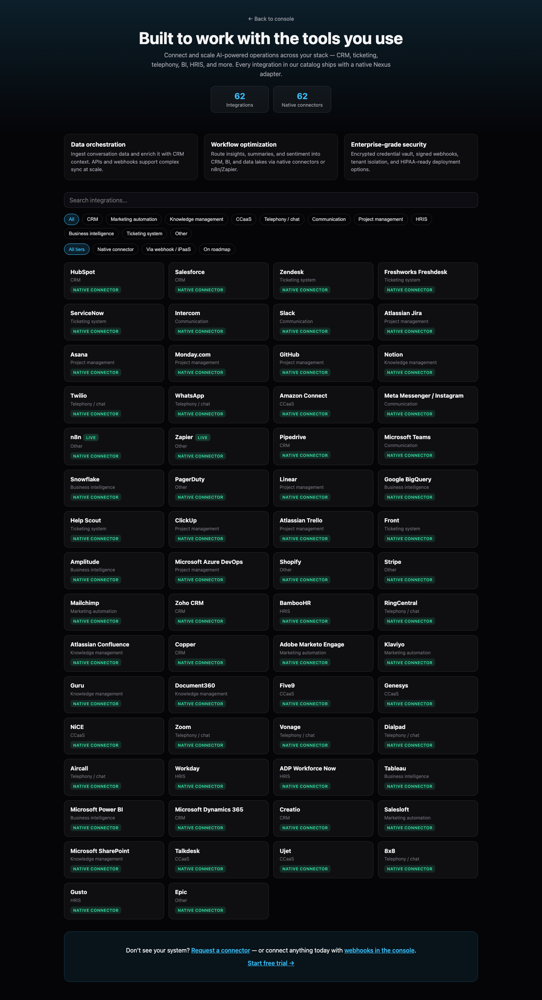 ← Back to console
Built to work with the tools you use
Connect and scale AI-powered operations across your stack — CRM, ticketing,
telephony, BI, HRIS, and more. Every integration in our catalog ships with a native Nexus
adapter.
62
Integrations
62
Native connectors
Data orchestration
Ingest conversation data and enrich it with CRM
context. APIs and webhooks support complex
sync at scale.
Workflow optimization
Route insights, summaries, and sentiment into
CRM, BI, and data lakes via native connectors or
n8n/Zapier.
Enterprise-grade security
Encrypted credential vault, signed webhooks,
tenant isolation, and HIPAA-ready deployment
options.
Search integrations...
All CRM Marketing automation Knowledge management CCaaS Telephony / chat Communication Project management HRIS
Business intelligence Ticketing system Other
All tiers Native connector Via webhook / iPaaS On roadmap
HubSpot
CRM
NATIVE CONNECTOR
Salesforce
CRM
NATIVE CONNECTOR
Zendesk
Ticketing system
NATIVE CONNECTOR
Freshworks Freshdesk
Ticketing system
NATIVE CONNECTOR
ServiceNow
Ticketing system
NATIVE CONNECTOR
Intercom
Communication
NATIVE CONNECTOR
Slack
Communication
NATIVE CONNECTOR
Atlassian Jira
Project management
NATIVE CONNECTOR
Asana
Project management
NATIVE CONNECTOR
Monday.com
Project management
NATIVE CONNECTOR
GitHub
Project management
NATIVE CONNECTOR
Notion
Knowledge management
NATIVE CONNECTOR
Twilio
Telephony / chat
NATIVE CONNECTOR
WhatsApp
Telephony / chat
NATIVE CONNECTOR
Amazon Connect
CCaaS
NATIVE CONNECTOR
Meta Messenger / Instagram
Communication
NATIVE CONNECTOR
n8n LIVE
Other
NATIVE CONNECTOR
Zapier LIVE
Other
NATIVE CONNECTOR
Pipedrive
CRM
NATIVE CONNECTOR
Microsoft Teams
Communication
NATIVE CONNECTOR
Snowflake
Business intelligence
NATIVE CONNECTOR
PagerDuty
Other
NATIVE CONNECTOR
Linear
Project management
NATIVE CONNECTOR
Google BigQuery
Business intelligence
NATIVE CONNECTOR
Help Scout
Ticketing system
NATIVE CONNECTOR
ClickUp
Project management
NATIVE CONNECTOR
Atlassian Trello
Project management
NATIVE CONNECTOR
Front
Ticketing system
NATIVE CONNECTOR
Amplitude
Business intelligence
NATIVE CONNECTOR
Microsoft Azure DevOps
Project management
NATIVE CONNECTOR
Shopify
Other
NATIVE CONNECTOR
Stripe
Other
NATIVE CONNECTOR
Mailchimp
Marketing automation
NATIVE CONNECTOR
Zoho CRM
CRM
NATIVE CONNECTOR
BambooHR
HRIS
NATIVE CONNECTOR
RingCentral
Telephony / chat
NATIVE CONNECTOR
Atlassian Confluence
Knowledge management
NATIVE CONNECTOR
Copper
CRM
NATIVE CONNECTOR
Adobe Marketo Engage
Marketing automation
NATIVE CONNECTOR
Klaviyo
Marketing automation
NATIVE CONNECTOR
Guru
Knowledge management
NATIVE CONNECTOR
Document360
Knowledge management
NATIVE CONNECTOR
Five9
CCaaS
NATIVE CONNECTOR
Genesys
CCaaS
NATIVE CONNECTOR
NiCE
CCaaS
NATIVE CONNECTOR
Zoom
Telephony / chat
NATIVE CONNECTOR
Vonage
Telephony / chat
NATIVE CONNECTOR
Dialpad
Telephony / chat
NATIVE CONNECTOR
Aircall
Telephony / chat
NATIVE CONNECTOR
Workday
HRIS
NATIVE CONNECTOR
ADP Workforce Now
HRIS
NATIVE CONNECTOR
Tableau
Business intelligence
NATIVE CONNECTOR
Microsoft Power BI
Business intelligence
NATIVE CONNECTOR
Microsoft Dynamics 365
CRM
NATIVE CONNECTOR
Creatio
CRM
NATIVE CONNECTOR
Salesloft
Marketing automation
NATIVE CONNECTOR
Microsoft SharePoint
Knowledge management
NATIVE CONNECTOR
Talkdesk
CCaaS
NATIVE CONNECTOR
Ujet
CCaaS
NATIVE CONNECTOR
8x8
Telephony / chat
NATIVE CONNECTOR
Gusto
HRIS
NATIVE CONNECTOR
Epic
Other
NATIVE CONNECTOR
Don't see your system? Request a connector — or connect anything today with webhooks in the console.
Start free trial →